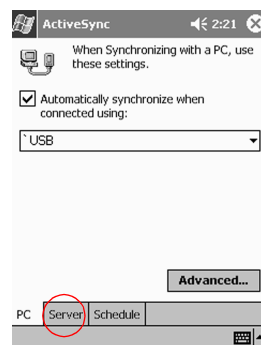 ActiveSync 2:21
When Synchronizing with a PC, use
these settings.
Automatically synchronize when
connected using:
`USB
Advanced...
PC Server Schedule